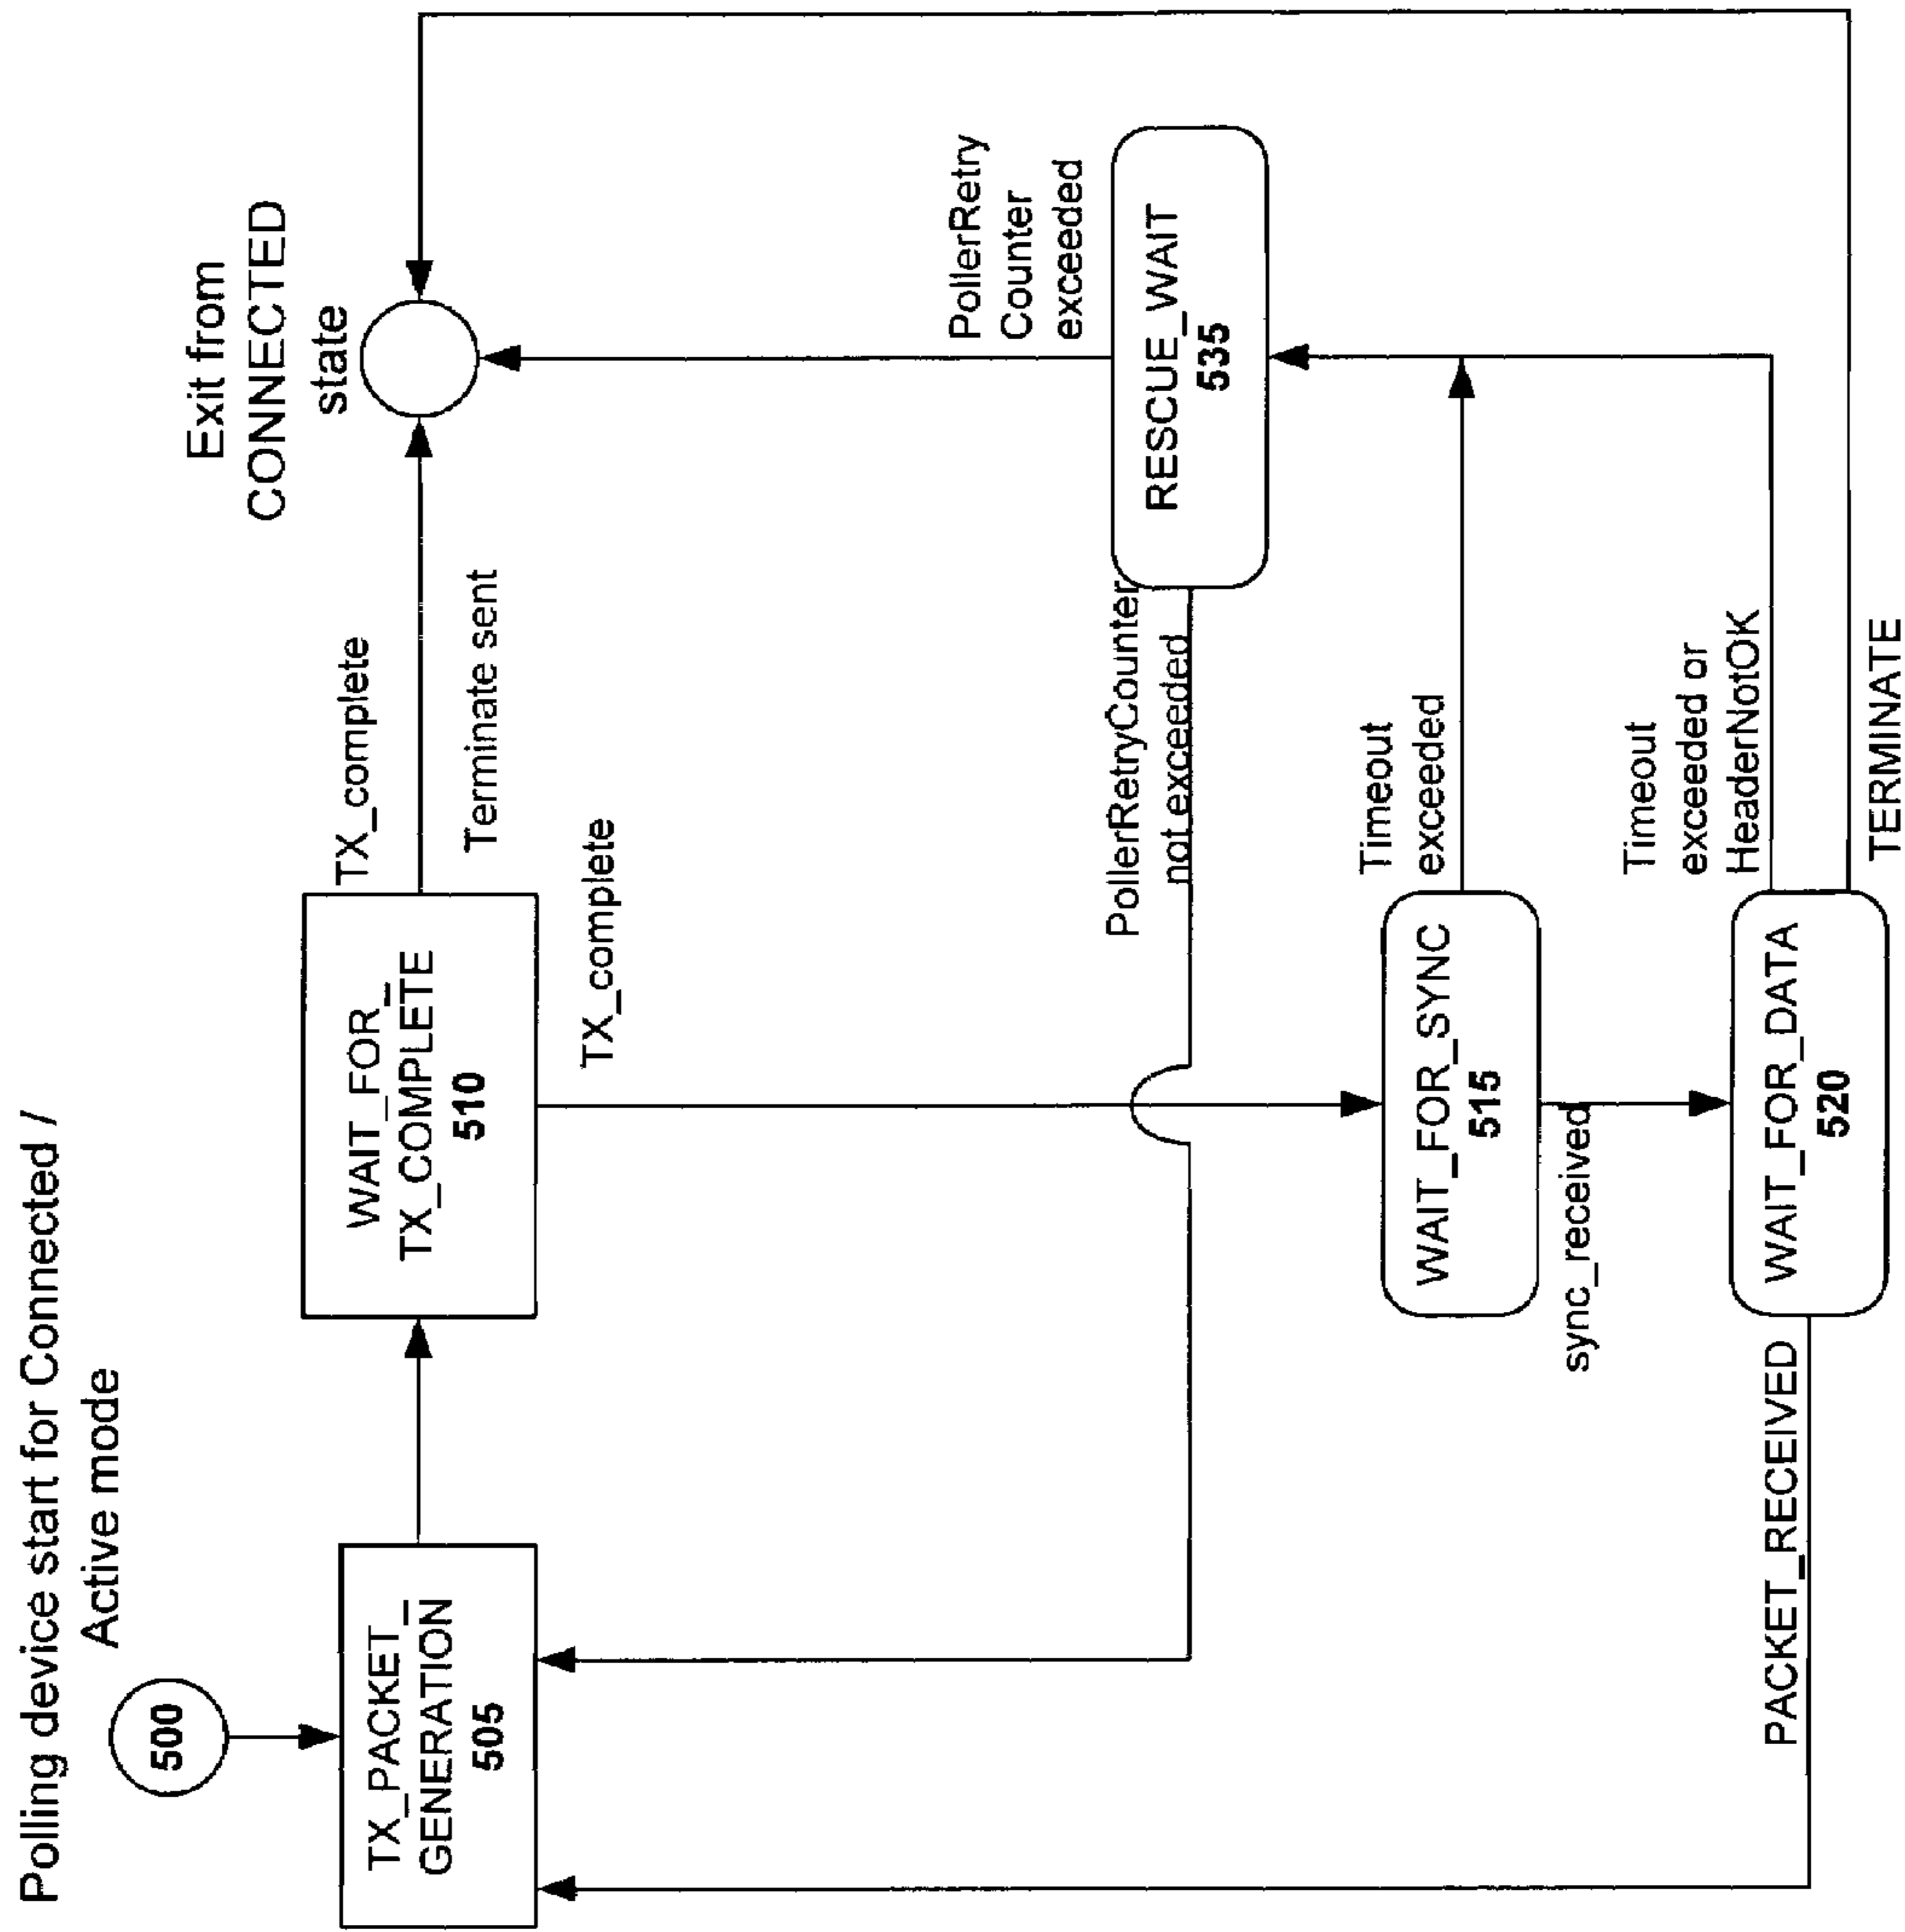 Polling device start for Connected /
Active mode
500
TX_PACKET_
GENERATION
505
WAIT_FOR_
TX_COMPLETE
510
TX_complete
Terminate sent
TX_complete
Exit from
CONNECTED
state
PollerRetry
Counter
exceeded
RESCUE_WAIT
535
PollerRetryCounter
not exceeded
Timeout
exceeded
WAIT_FOR_SYNC
515
sync_received
Timeout
exceeded or
HeaderNotOK
WAIT_FOR_DATA
520
PACKET_RECEIVED
TERMINATE